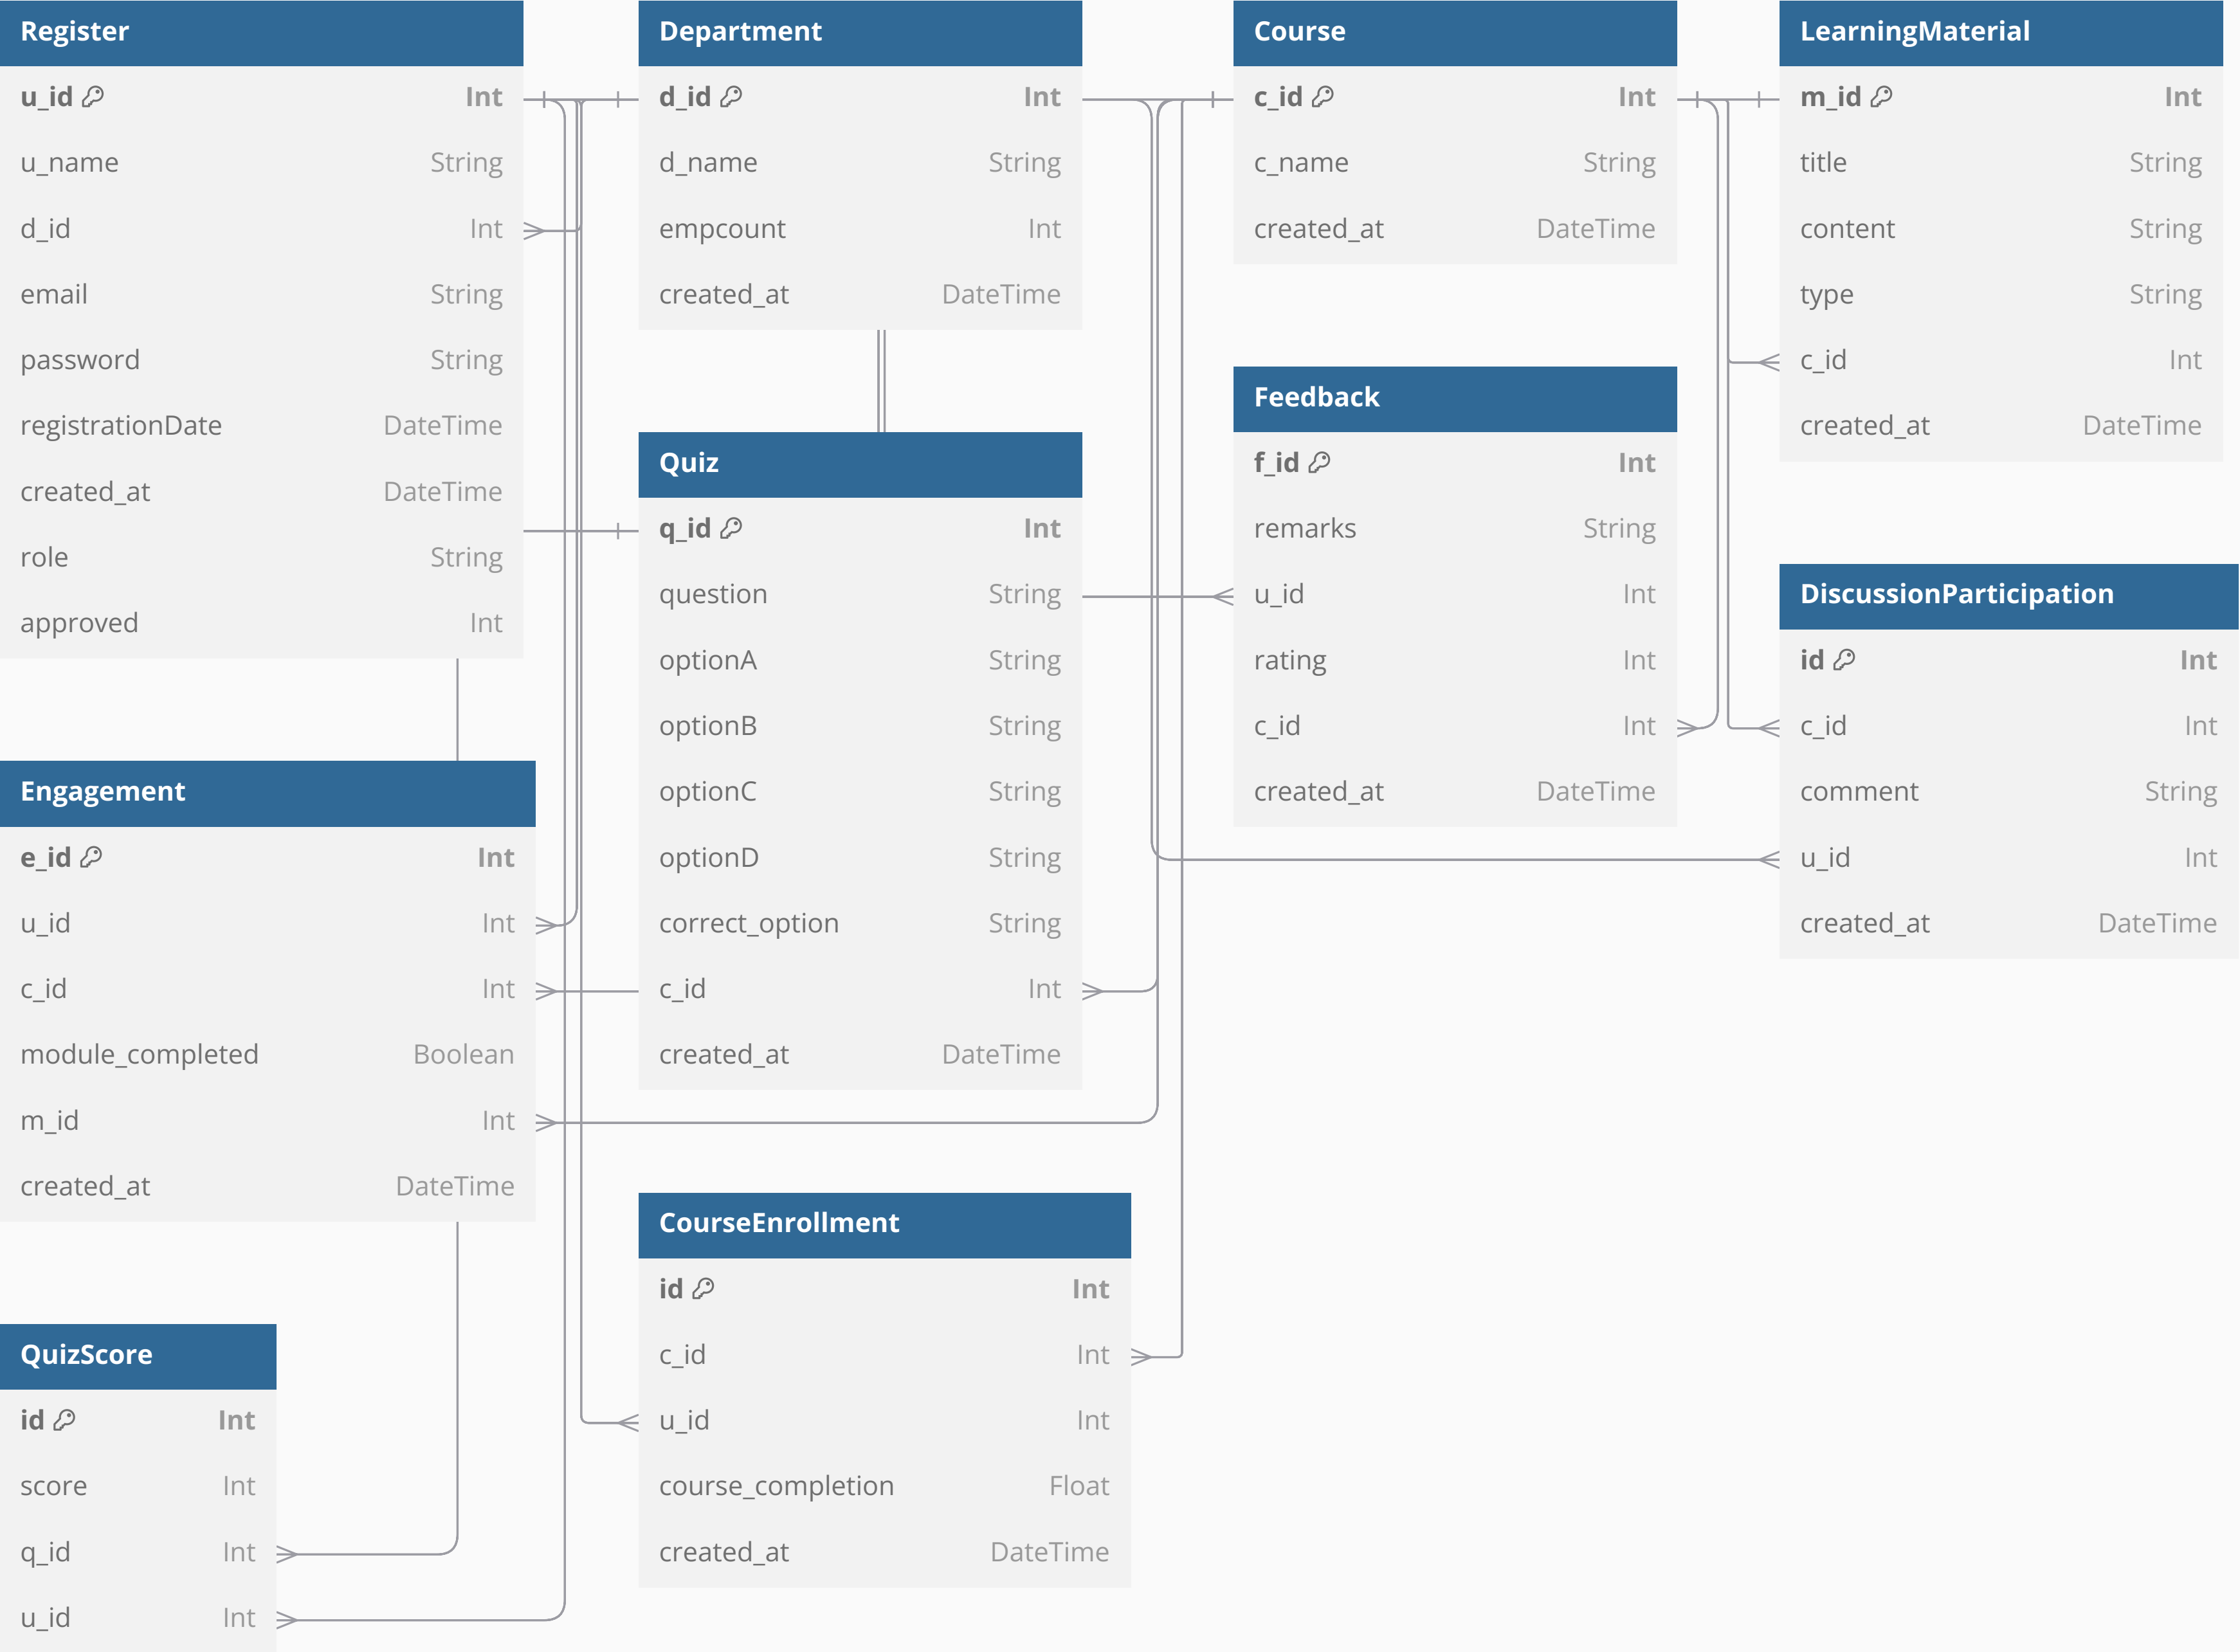 Register
u_id Int
u_name String
d_id Int
email String
password String
registrationDate DateTime
created_at DateTime
role String
approved Int
Department
d_id Int
d_name String
empcount Int
created_at DateTime
Course
c_id Int
c_name String
created_at DateTime
LearningMaterial
m_id Int
title String
content String
type String
c_id Int
created_at DateTime
Quiz
q_id Int
question String
optionA String
optionB String
optionC String
optionD String
correct_option String
c_id Int
created_at DateTime
Feedback
f_id Int
remarks String
u_id Int
rating Int
c_id Int
created_at DateTime
DiscussionParticipation
id Int
c_id Int
comment String
u_id Int
created_at DateTime
Engagement
e_id Int
u_id Int
c_id Int
module_completed Boolean
m_id Int
created_at DateTime
CourseEnrollment
id Int
c_id Int
u_id Int
course_completion Float
created_at DateTime
QuizScore
id Int
score Int
q_id Int
u_id Int